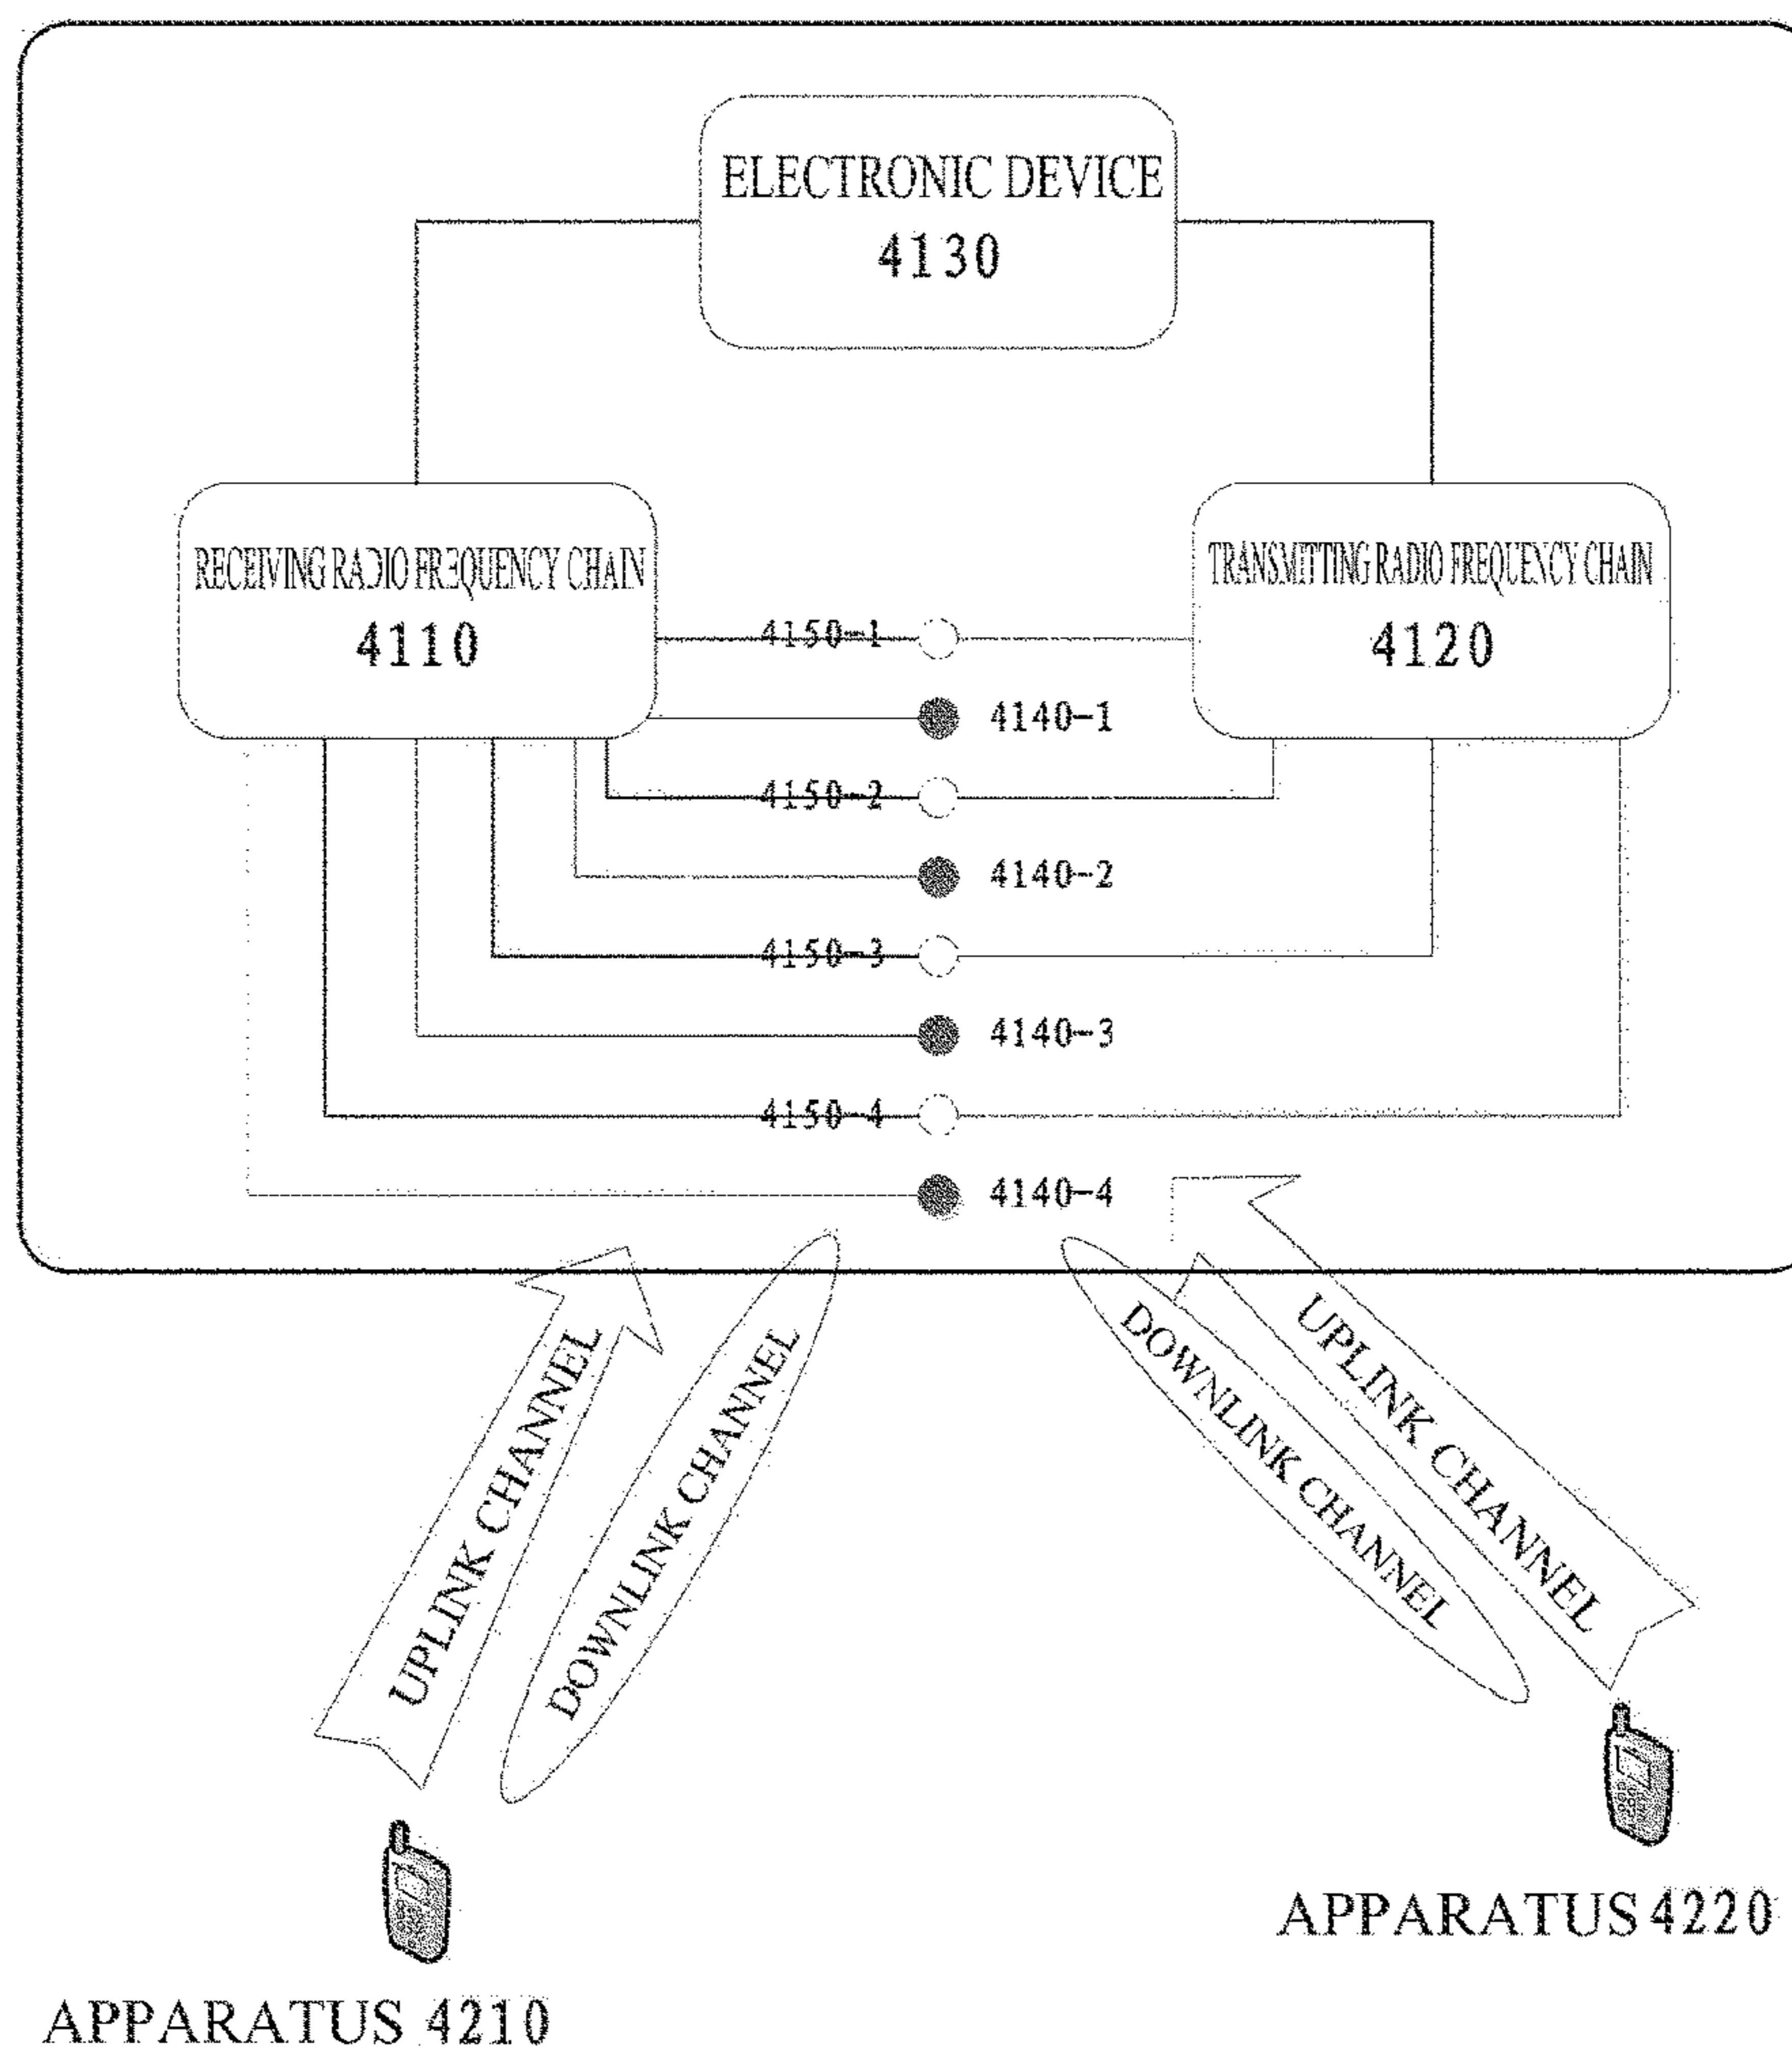 ELECTRONIC DEVICE
4130
RECEIVING RADIO FREQUENCY CHAIN
4110
TRANSMITTING RADIO FREQUENCY CHAIN
4120
4150-1
4140-1
4150-2
4140-2
4150-3
4140-3
4150-4
4140-4
UPLINK CHANNEL
DOWNLINK CHANNEL
DOWNLINK CHANNEL
UPLINK CHANNEL
APPARATUS 4220
APPARATUS 4210